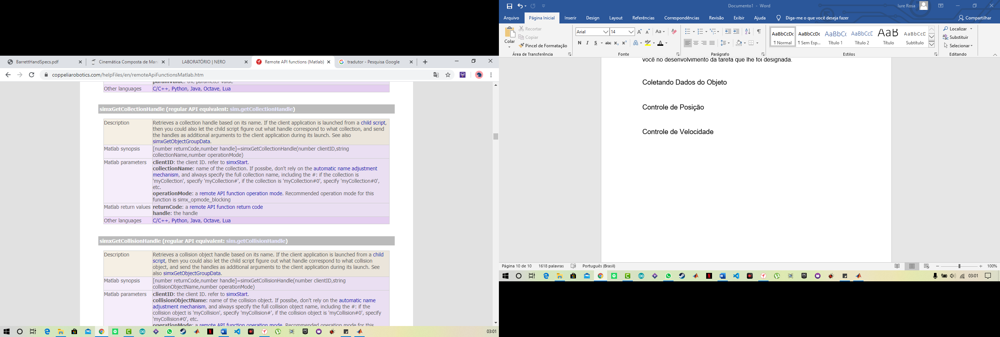 BarrettHandSpecs.pdf
Cinemática Composta de Man
LABORATÓRIO | NERO
Remote API functions (Matlab)
tradutor - Pesquisa Google
coppeliarobotics.com/helpFiles/en/remoteApiFunctionsMatlab.htm
paramValue: the parameter value
Other languages C/C++, Python, Java, Octave, Lua
simxGetCollectionHandle (regular API equivalent: sim.getCollectionHandle)
Description Retrieves a collection handle based on its name. If the client application is launched from a child script,
then you could also let the child script figure out what handle correspond to what collection, and send
the handles as additional arguments to the client application during its launch. See also
simxGetObjectGroupData.
Matlab synopsis [number returnCode,number handle]=simxGetCollectionHandle(number clientID,string
collectionName,number operationMode)
Matlab parameters clientID: the client ID. refer to simxStart.
collectionName: name of the collection. If possibe, don't rely on the automatic name adjustment
mechanism, and always specify the full collection name, including the #: if the collection is
'myCollection', specify 'myCollection#', if the collection is 'myCollection#0', specify 'myCollection#0',
etc.
operationMode: a remote API function operation mode. Recommended operation mode for this
function is simx_opmode_blocking
Matlab return values returnCode: a remote API function return code
handle: the handle
Other languages C/C++, Python, Java, Octave, Lua
simxGetCollisionHandle (regular API equivalent: sim.getCollisionHandle)
Description Retrieves a collision object handle based on its name. If the client application is launched from a child
script, then you could also let the child script figure out what handle correspond to what collision
object, and send the handles as additional arguments to the client application during its launch. See
also simxGetObjectGroupData.
Matlab synopsis [number returnCode,number handle]=simxGetCollisionHandle(number clientID,string
collisionObjectName,number operationMode)
Matlab parameters clientID: the client ID. refer to simxStart.
collisionObjectName: name of the collision object. If possibe, don't rely on the automatic name
adjustment mechanism, and always specify the full collision object name, including the #: if the
collision object is 'myCollision', specify 'myCollision#', if the collision object is 'myCollision#0', specify
'myCollision#0', etc.
operationMode: a remote API function operation mode. Recommended operation mode for this
03:01
Documento1 - Word
Iure Rosa
Arquivo Página Inicial Inserir Design Layout Referências Correspondências Revisão Exibir Ajuda Diga-me o que você deseja fazer Compartilhar
Colar
Recortar
Copiar
Pincel de Formatação
Área de Transferência
Arial 14
Aa
N I S abc x₂ x² A A
Fonte
Parágrafo
AaBbCcDc AaBbCcDc AaBbCc AaBbCcD AaB AaBbCcD
¶ Normal ¶ Sem Esp... Título 1 Título 2 Título Subtítulo
Estilos
Localizar
Substituir
Selecionar
Editando
você no desenvolvimento da tarefa que lhe foi designada.
Coletando Dados do Objeto
Controle de Posição
Controle de Velocidade
Página 10 de 10 1618 palavras Português (Brasil) 100%
03:01